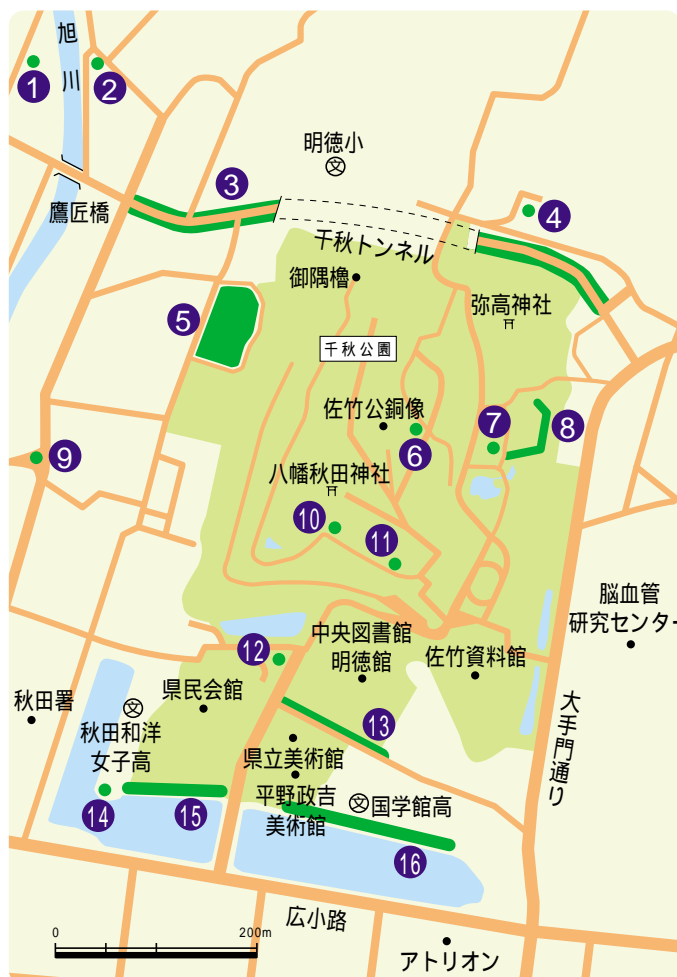 旭川
1
2
明徳小
文
3
鷹匠橋
4
千秋トンネル
御隅櫓
5
弥高神社
千秋公園
佐竹公銅像
6
7
8
9
八幡秋田神社
10
11
脳血管
研究センター
中央図書館
明徳館
佐竹資料館
12
県民会館
秋田署
文
秋田和洋
女子高
大手門通り
13
県立美術館
平野政吉
美術館
文国学館高
14
15
16
広小路
0 200m
アトリオン